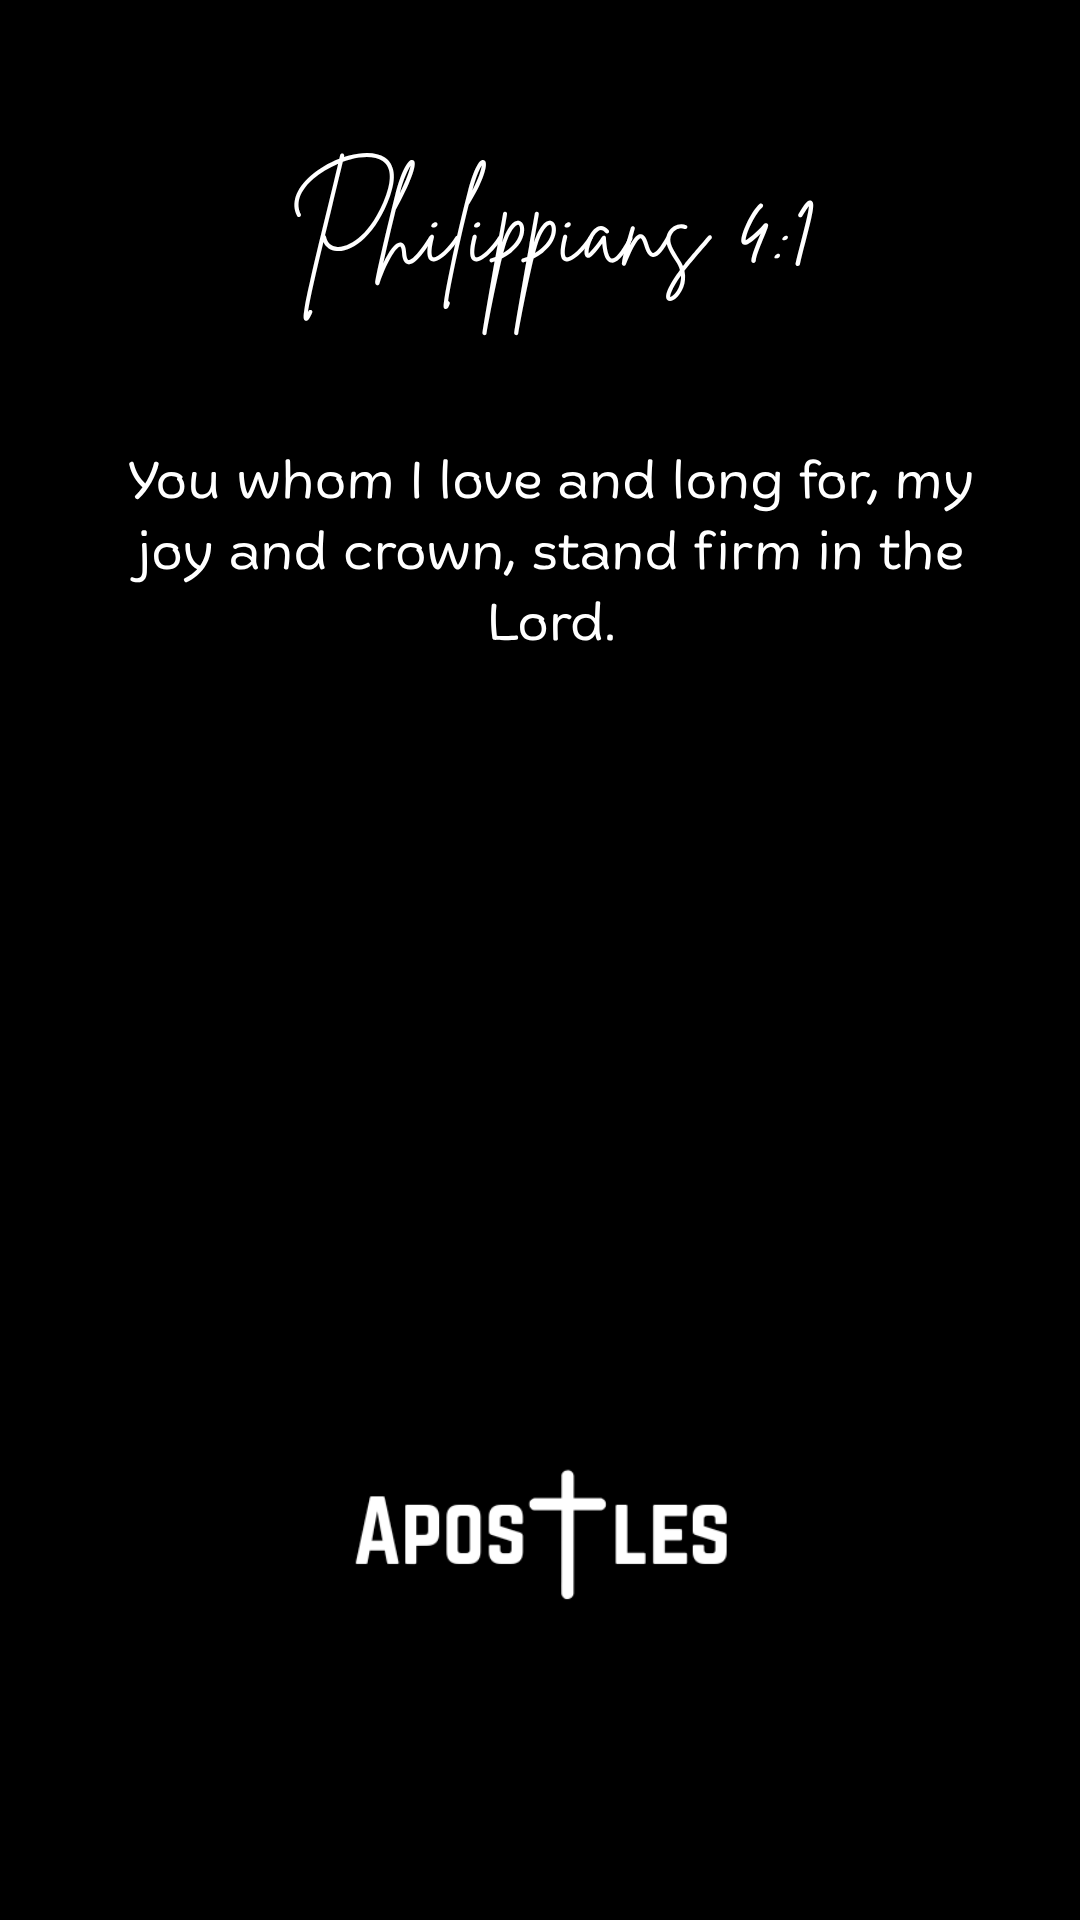 Philippians 4:1
You whom I love and long for, my
joy and crown, stand firm in the
Lord.
APOSTLES